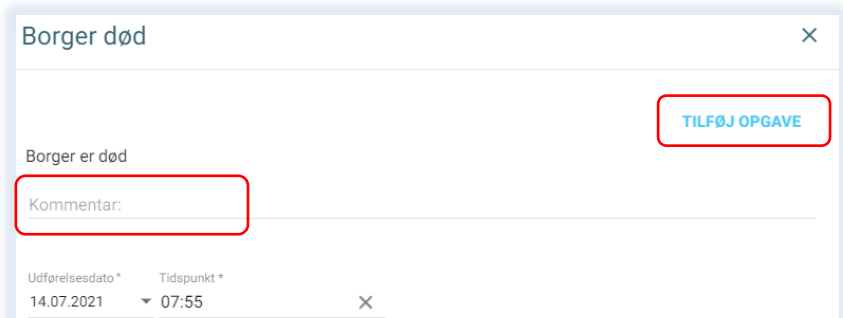 Borger død
TILFØJ OPGAVE
Borger er død
Kommentar:
Udførelsesdato * Tidspunkt *
14.07.2021 07:55